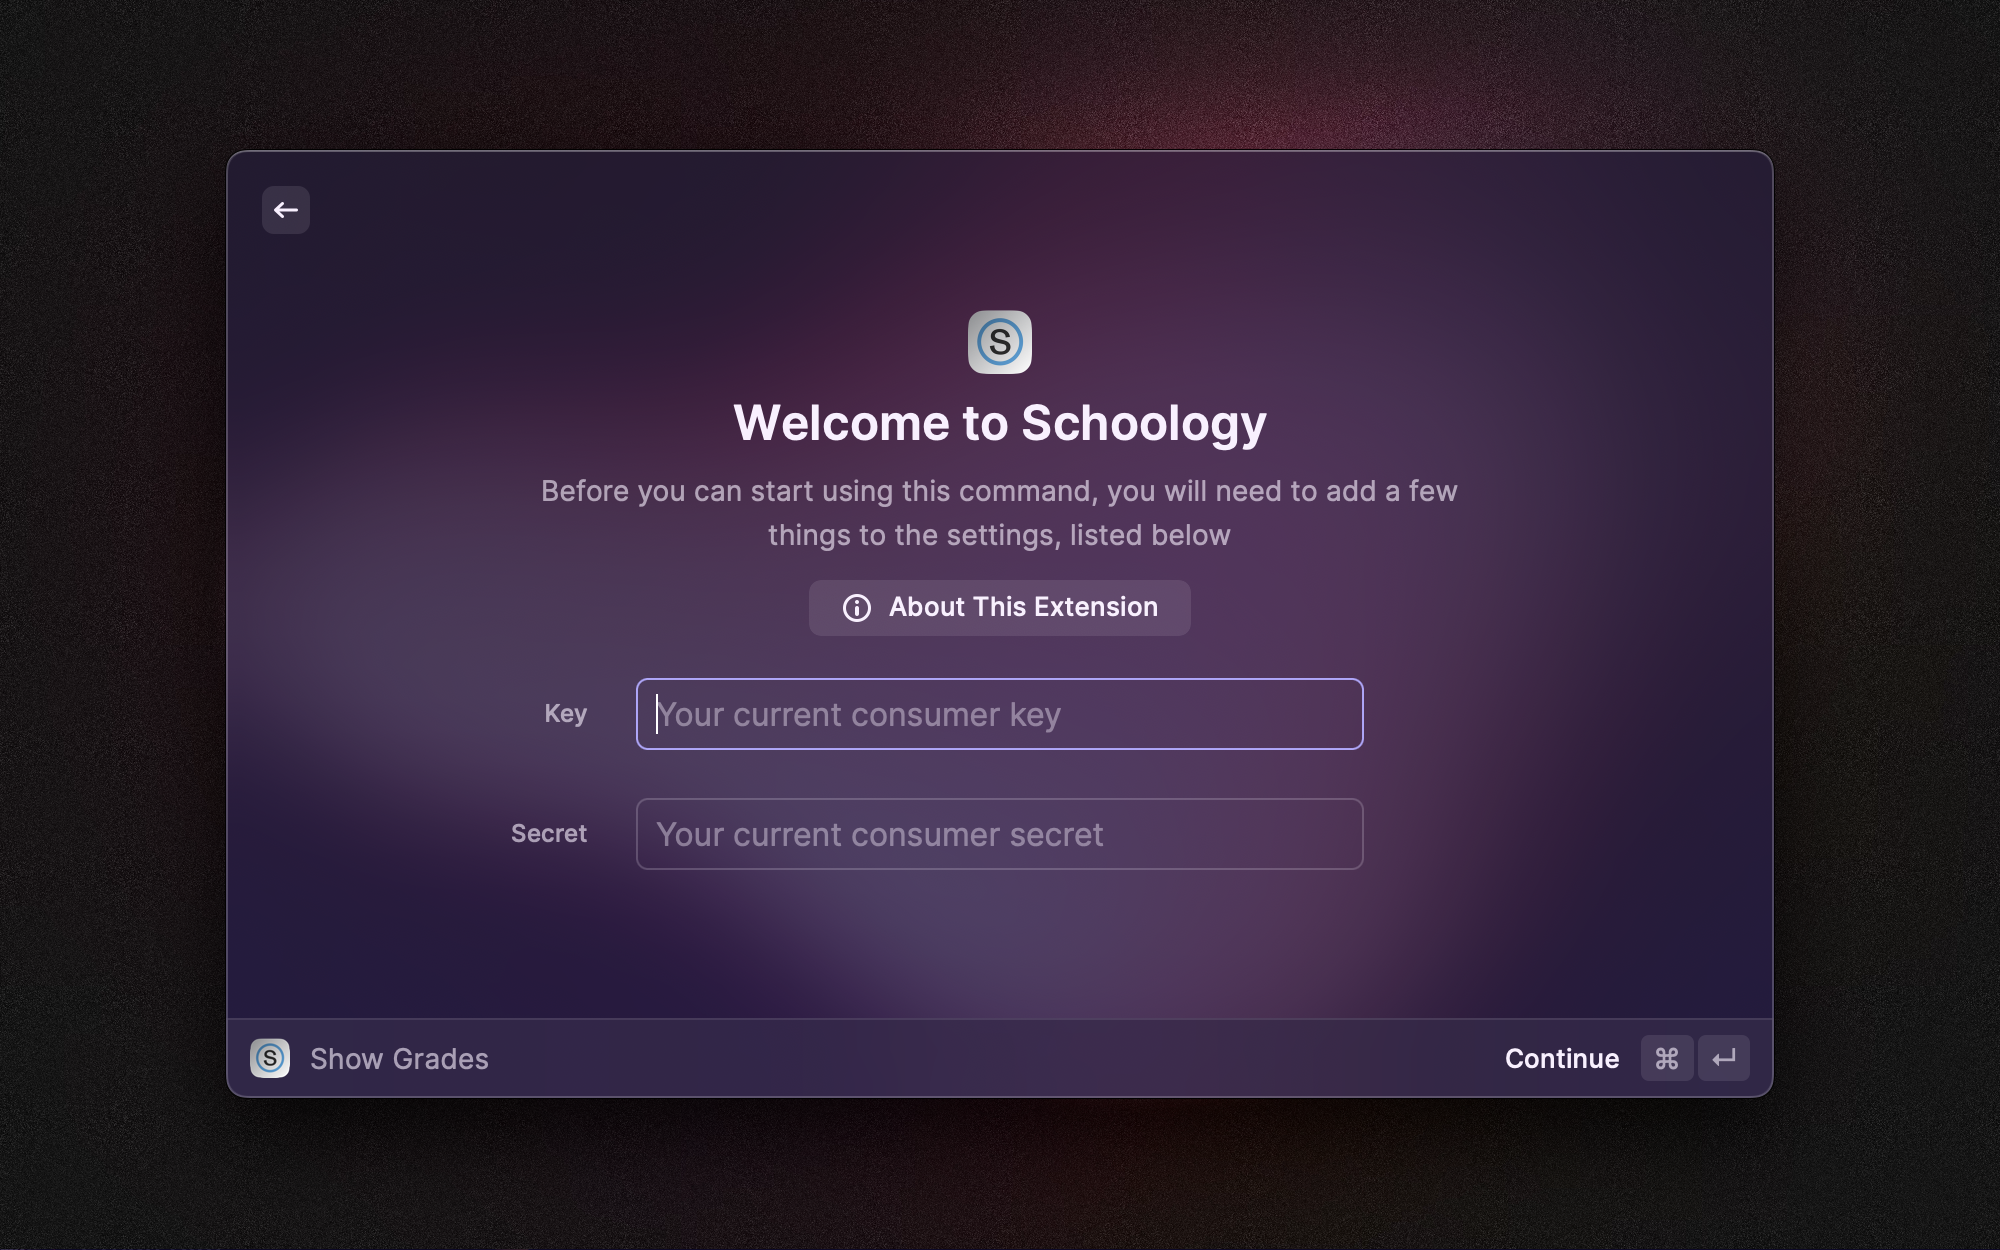 S
Welcome to Schoology
Before you can start using this command, you will need to add a few
things to the settings, listed below
About This Extension
Key
Your current consumer key
Secret
Your current consumer secret
S
Show Grades
Continue ⌘ ↵